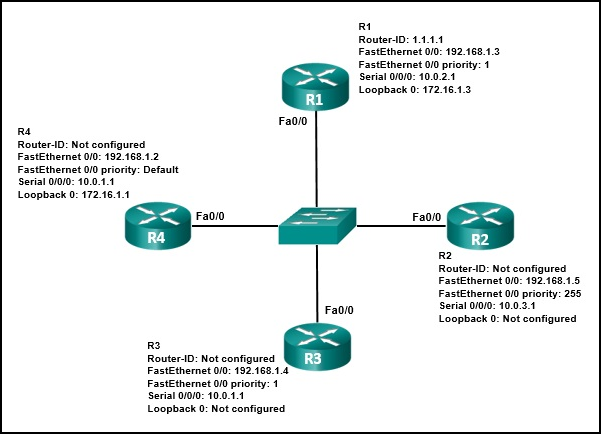 R1
Router-ID: 1.1.1.1
FastEthernet 0/0: 192.168.1.3
FastEthernet 0/0 priority: 1
Serial 0/0/0: 10.0.2.1
Loopback 0: 172.16.1.3
R1
Fa0/0
R4
Router-ID: Not configured
FastEthernet 0/0: 192.168.1.2
FastEthernet 0/0 priority: Default
Serial 0/0/0: 10.0.1.1
Loopback 0: 172.16.1.1
R4
Fa0/0
Fa0/0
R2
R2
Router-ID: Not configured
FastEthernet 0/0: 192.168.1.5
FastEthernet 0/0 priority: 255
Serial 0/0/0: 10.0.3.1
Loopback 0: Not configured
Fa0/0
R3
R3
Router-ID: Not configured
FastEthernet 0/0: 192.168.1.4
FastEthernet 0/0 priority: 1
Serial 0/0/0: 10.0.1.1
Loopback 0: Not configured